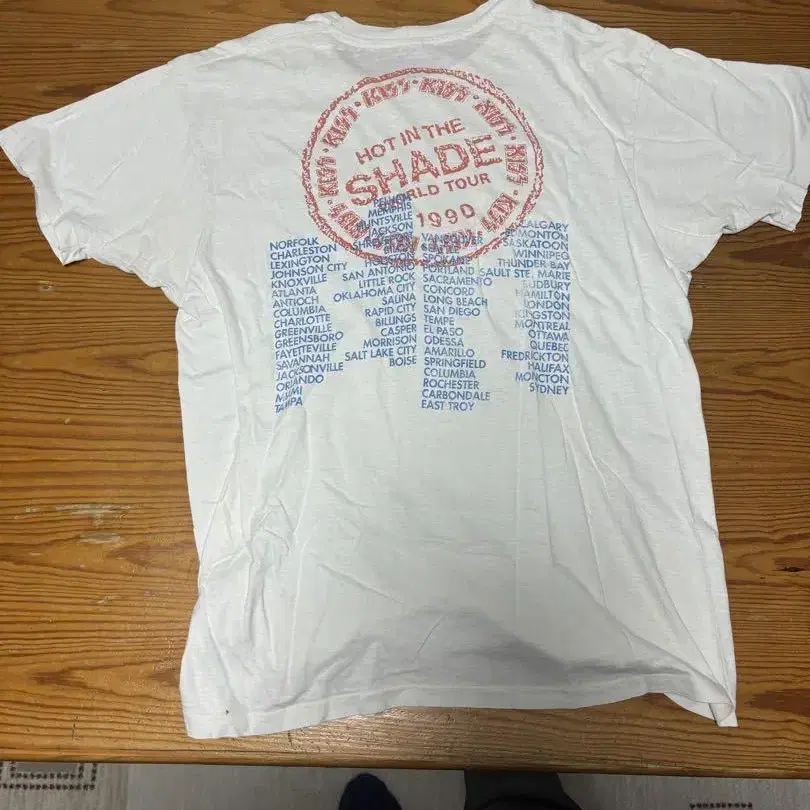 KISS · KISS · KISS · KISS · KISS · KISS
HOT IN THE
SHADE
WORLD TOUR
1990
NORFOLK
CHARLESTON
LEXINGTON
JOHNSON CITY
KNOXVILLE
ATLANTA
ANTIOCH
COLUMBIA
CHARLOTTE
GREENVILLE
GREENSBORO
FAYETTEVILLE
SAVANNAH
JACKSONVILLE
ORLANDO
MIAMI
TAMPA
MEMPHIS
HUNTSVILLE
JACKSON
SAN ANTONIO
LITTLE ROCK
OKLAHOMA CITY
SAUNA
RAPID CITY
BILLINGS
CASPER
MORRISON
SALT LAKE CITY
BOISE
VANCOUVER
SEATTLE
SPOKANE
PORTLAND
SACRAMENTO
CONCORD
LONG BEACH
SAN DIEGO
TEMPE
EL PASO
ODESSA
AMARILLO
SPRINGFIELD
COLUMBIA
ROCHESTER
CARBONDALE
EAST TROY
CALGARY
EDMONTON
SASKATOON
WINNIPEG
THUNDER BAY
SAULT STE. MARIE
SUDBURY
HAMILTON
LONDON
KINGSTON
MONTREAL
OTTAWA
QUEBEC
FREDRICKTON
HALIFAX
MONCTON
SYDNEY